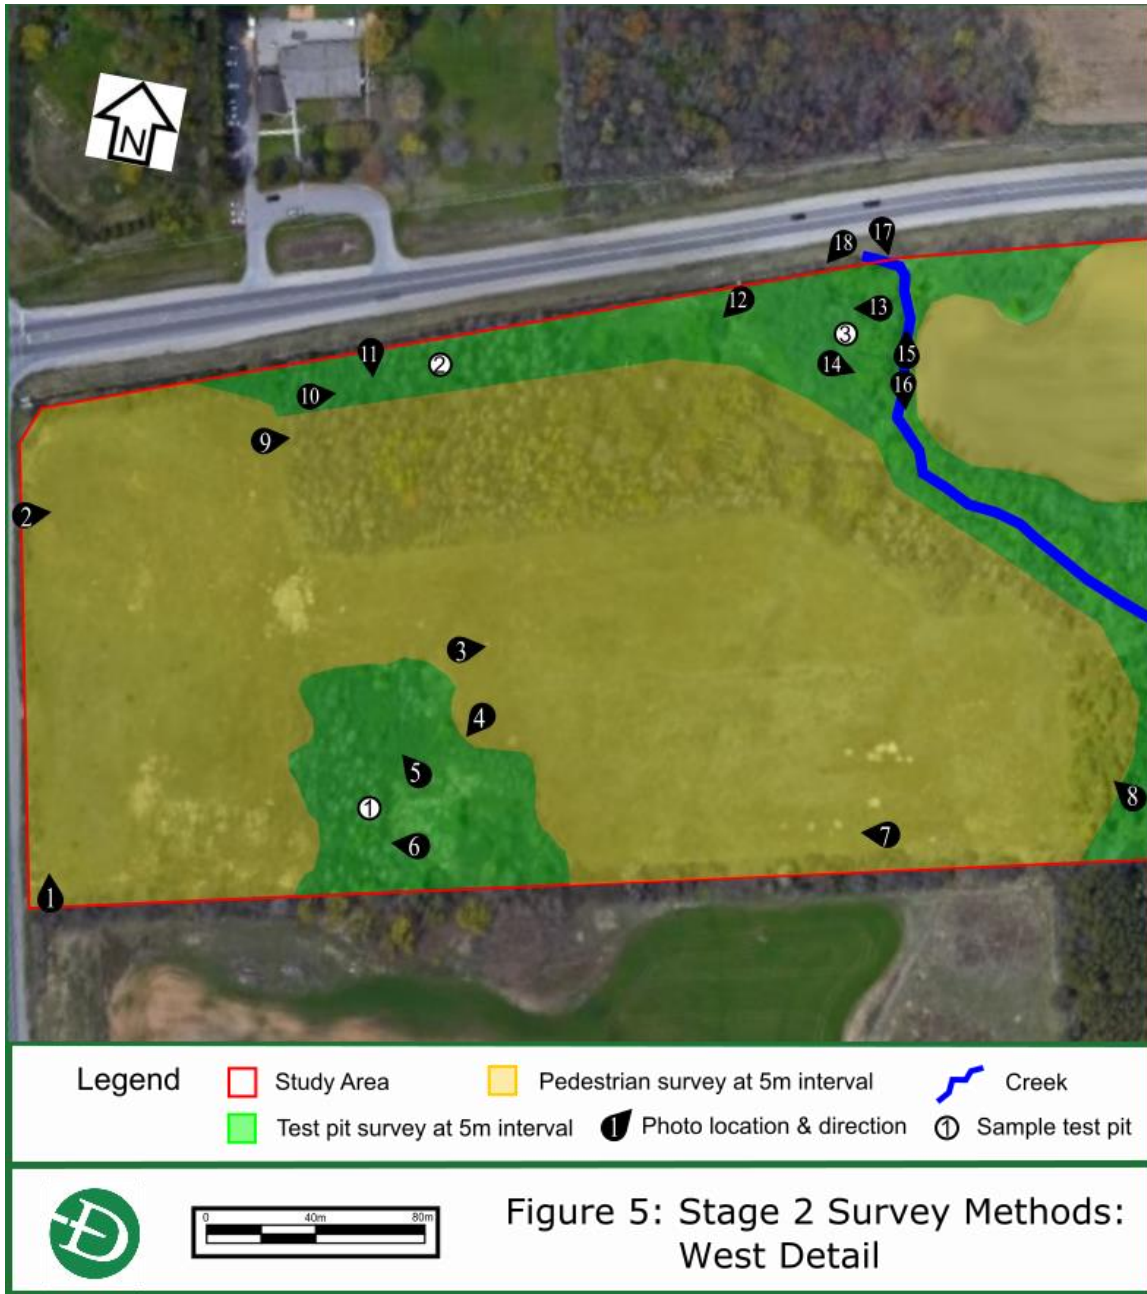 N
17
18
12
13
3
11
2
15
14
10
16
9
2
3
4
5
1
6
7
8
1
Legend
Study Area
Pedestrian survey at 5m interval
Creek
Test pit survey at 5m interval
1
Photo location & direction
1
Sample test pit
D
0 40m 80m
Figure 5: Stage 2 Survey Methods:
West Detail